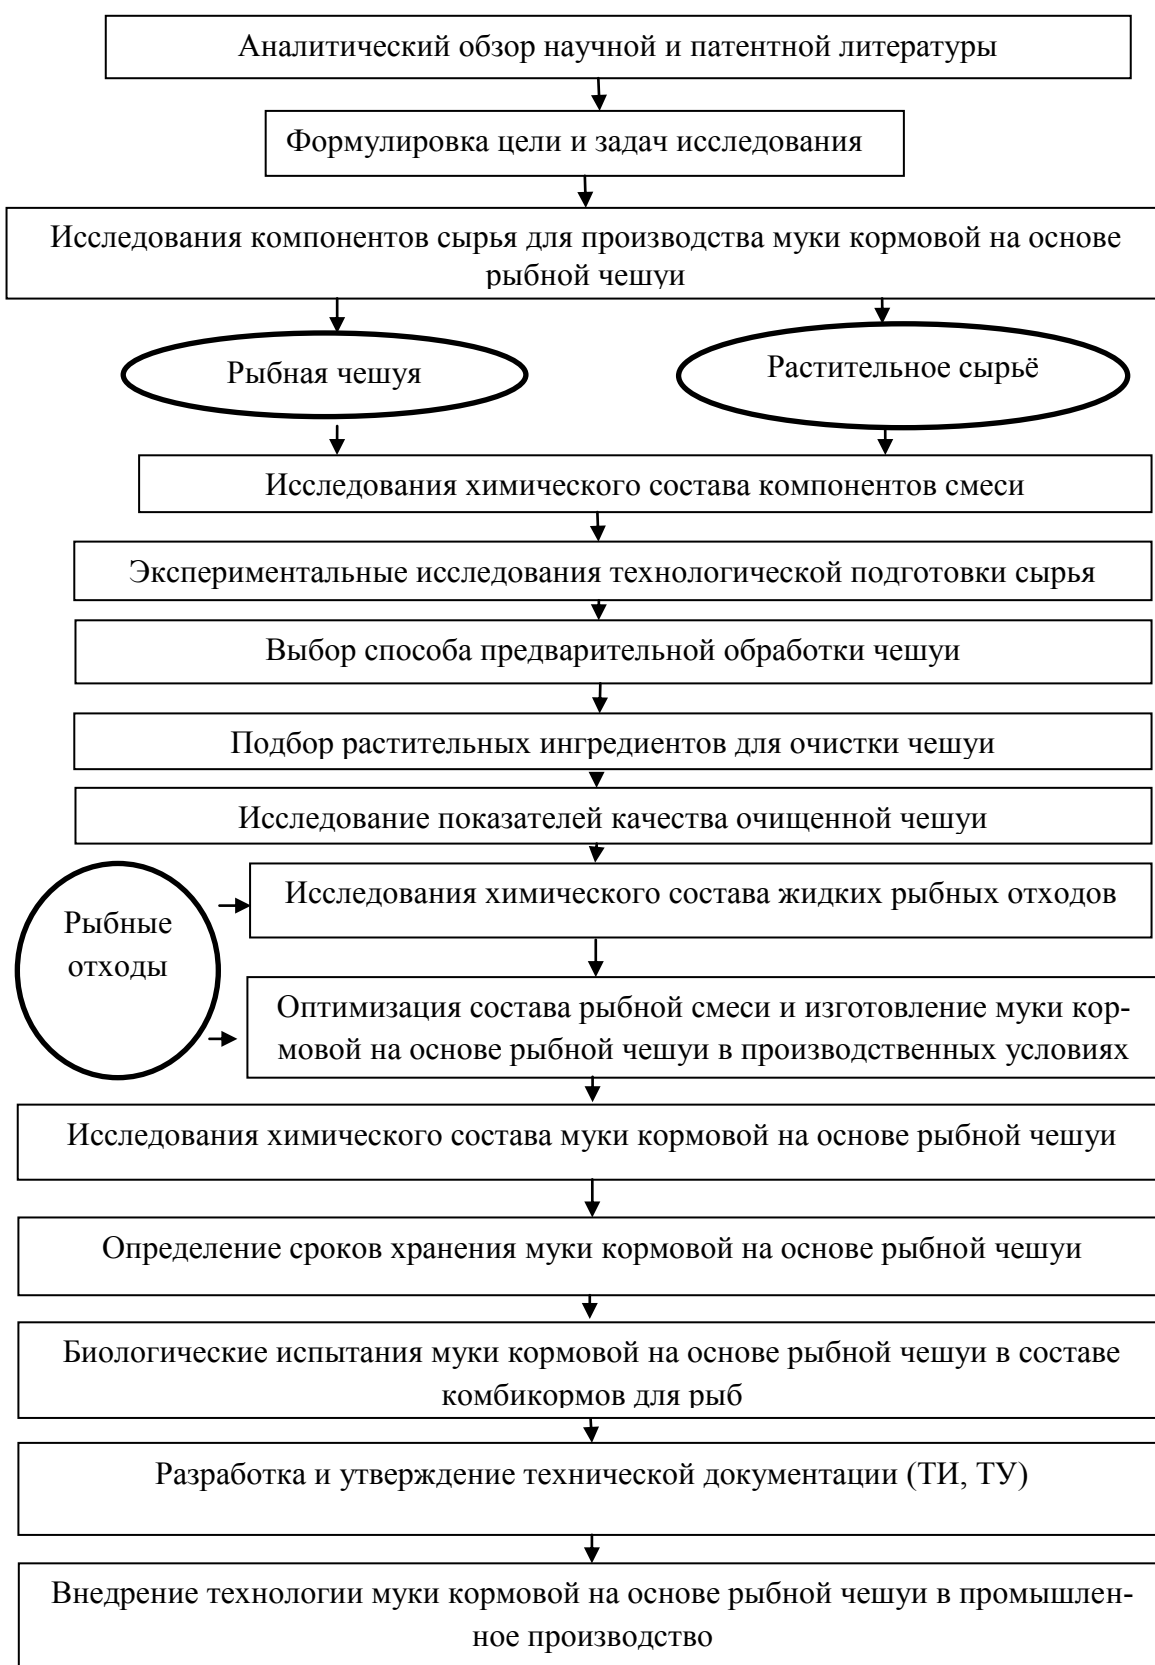 Аналитический обзор научной и патентной литературы
Формулировка цели и задач исследования
Исследования компонентов сырья для производства муки кормовой на основе
рыбной чешуи
Рыбная чешуя
Растительное сырьё
Исследования химического состава компонентов смеси
Экспериментальные исследования технологической подготовки сырья
Выбор способа предварительной обработки чешуи
Подбор растительных ингредиентов для очистки чешуи
Исследование показателей качества очищенной чешуи
Рыбные
отходы
Исследования химического состава жидких рыбных отходов
Оптимизация состава рыбной смеси и изготовление муки кор-
мовой на основе рыбной чешуи в производственных условиях
Исследования химического состава муки кормовой на основе рыбной чешуи
Определение сроков хранения муки кормовой на основе рыбной чешуи
Биологические испытания муки кормовой на основе рыбной чешуи в составе
комбикормов для рыб
Разработка и утверждение технической документации (ТИ, ТУ)
Внедрение технологии муки кормовой на основе рыбной чешуи в промышлен-
ное производство